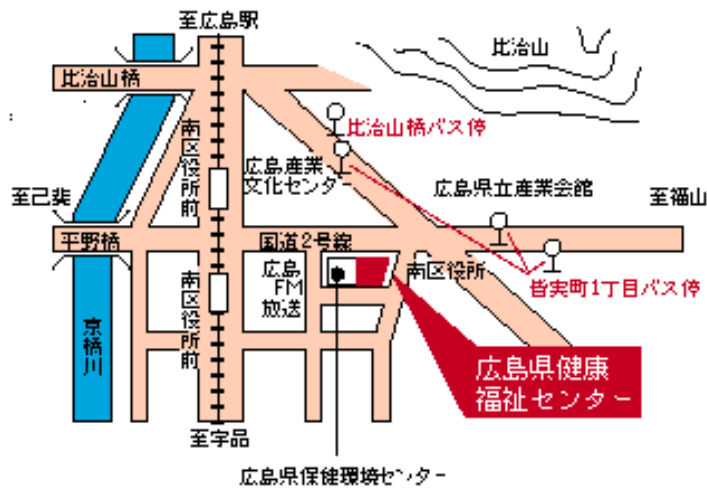 至広島駅
比治山
比治山橋
比治山橋バス停
南区役所前
広島産業
文化センター
広島県立産業会館
至己斐
至福山
平野橋
国道2号線
広島
FM
放送
南区役所
皆実町1丁目バス停
南区役所前
京橋川
広島県健康
福祉センター
至宇品
広島県保健環境センター